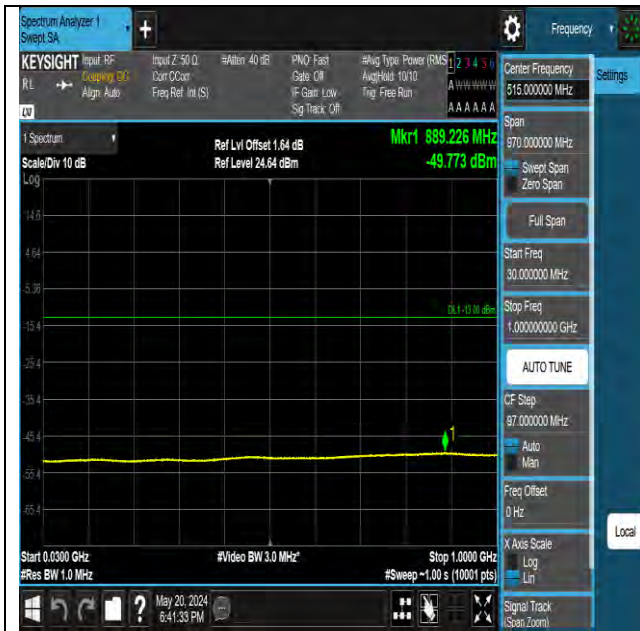 Spectrum Analyzer 1
Swept SA
+
Frequency
KEYSIGHT
Input: RF
Coupling: DC
Align: Auto
RL
Input Z: 50 Ω
Corr CCorr
Freq Ref: Int (S)
#Atten: 40 dB
PNO: Fast
Gate: Off
IF Gain: Low
Sig Track: Off
#Avg Type: Power (RMS
Avg|Hold: 10/10
Trig: Free Run
1 2 3 4 5 6
A W W W W W
A A A A A A
1 Spectrum
Scale/Div 10 dB
Log
Ref Lvl Offset 1.64 dB
Ref Level 24.64 dBm
Mkr1 889.226 MHz
-49.773 dBm
14.6
4.64
-5.36
-15.4
-25.4
-35.4
-45.4
-55.4
-65.4
DL1 -13.00 dBm
1
Start 0.0300 GHz
#Res BW 1.0 MHz
#Video BW 3.0 MHz*
Stop 1.0000 GHz
#Sweep ~1.00 s (10001 pts)
May 20, 2024
6:41:33 PM
?
Center Frequency
515.000000 MHz
Settings
Span
970.000000 MHz
Swept Span
Zero Span
Full Span
Start Freq
30.000000 MHz
Stop Freq
1.000000000 GHz
AUTO TUNE
CF Step
97.000000 MHz
Auto
Man
Freq Offset
0 Hz
X Axis Scale
Log
Lin
Local
Signal Track
(Span Zoom)